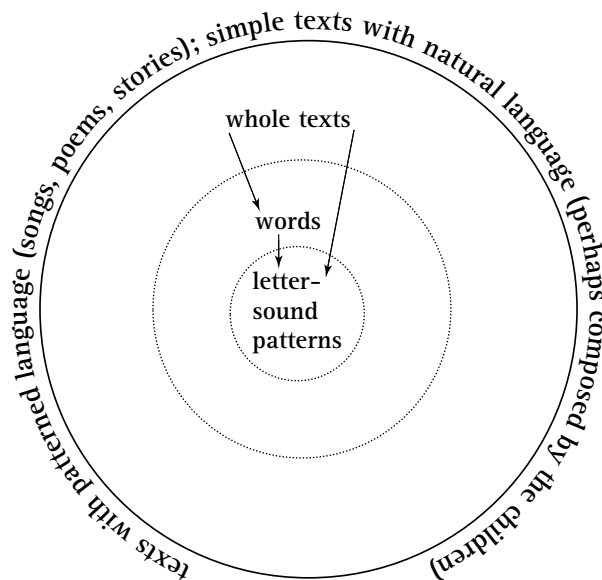 texts with patterned language (songs, poems, stories); simple texts with natural language (perhaps composed by the children)
whole texts
words
letter-
sound
patterns